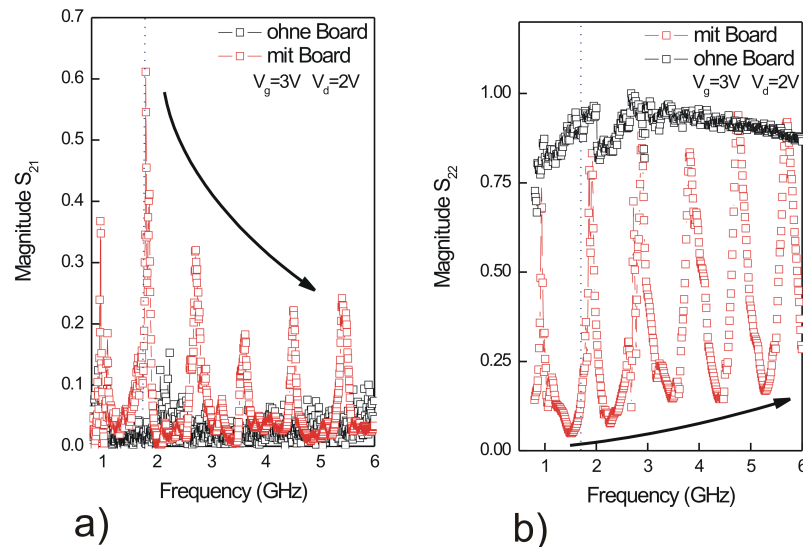 0.7
0.6
0.5
0.4
0.3
0.2
0.1
0.0
Magnitude S21
ohne Board
mit Board
Vg=3V Vd=2V
1 2 3 4 5 6
Frequency (GHz)
a)
1.00
0.75
0.50
0.25
0.00
Magnitude S22
mit Board
ohne Board
Vg=3V Vd=2V
1 2 3 4 5 6
Frequency (GHz)
b)